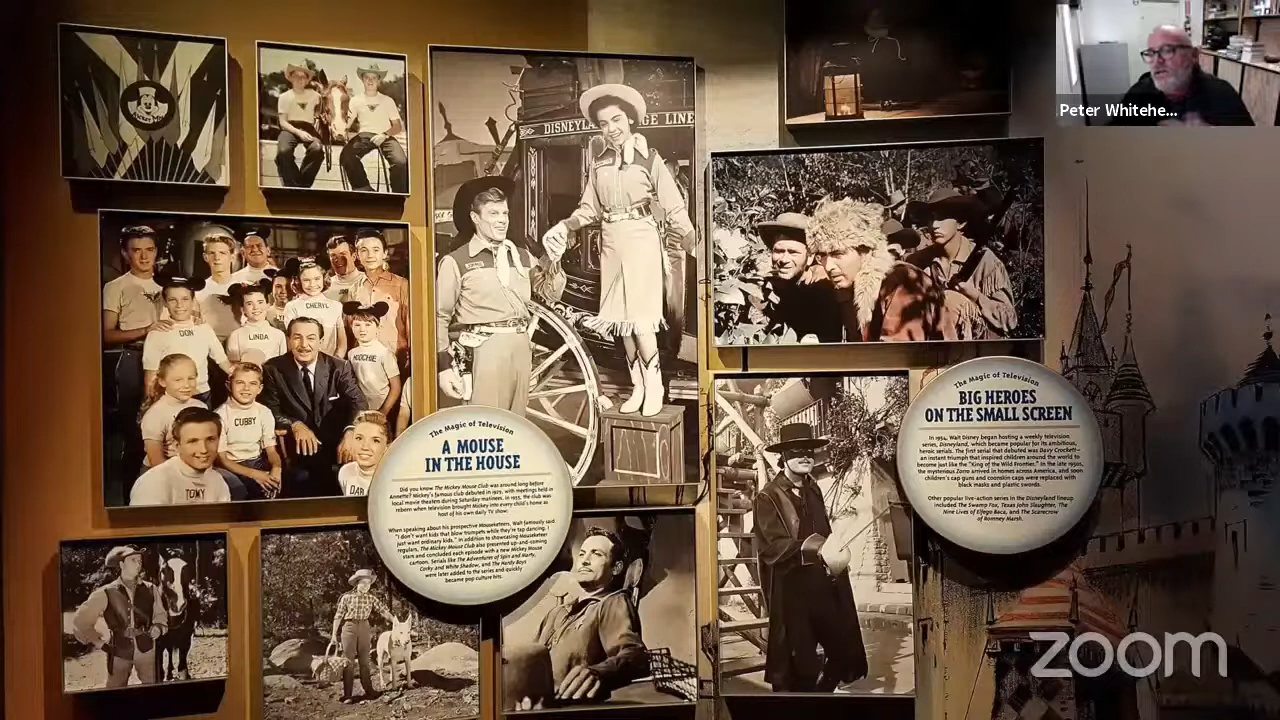 Peter Whitehe...
DISNEYLA
GE LINE
DON
CHERYL
LINDA
MOOCHIE
CUBBY
TOMY
DAR
The Magic of Television
A MOUSE
IN THE HOUSE
Did you know The Mickey Mouse Club was around long before
Annette? Mickey's famous club debuted in 1929, with meetings held in
local movie theaters during Saturday matinees. In 1955, the club was
reborn when television brought Mickey into every child's home as
host of his own daily TV show.
When speaking about his prospective Mouseketeers, Walt famously said
"I don't want kids that blow trumpets while they're tap dancing. I
just want ordinary kids." In addition to showcasing Mouseketeer
regulars, The Mickey Mouse Club also presented up-and-coming
stars and concluded each episode with a new Mickey Mouse
cartoon. Serials like The Adventures of Spin and Marty,
Corky and White Shadow, and The Hardy Boys
were later added to the series and quickly
became pop culture hits.
The Magic of Television
BIG HEROES
ON THE SMALL SCREEN
In 1954, Walt Disney began hosting a weekly television
series, Disneyland, which became popular for its ambitious,
heroic serials. The first serial that debuted was Davy Crockett—
an instant triumph that inspired children around the world to
become just like the "King of the Wild Frontier." In the late 1950s,
the mysterious Zorro arrived in homes across America, and soon
children's cap guns and coonskin caps were replaced with
black masks and plastic swords.
Other popular live-action series in the Disneyland lineup
included The Swamp Fox, Texas John Slaughter, The
Nine Lives of Elfego Baca, and The Scarecrow
of Romney Marsh.
zoom